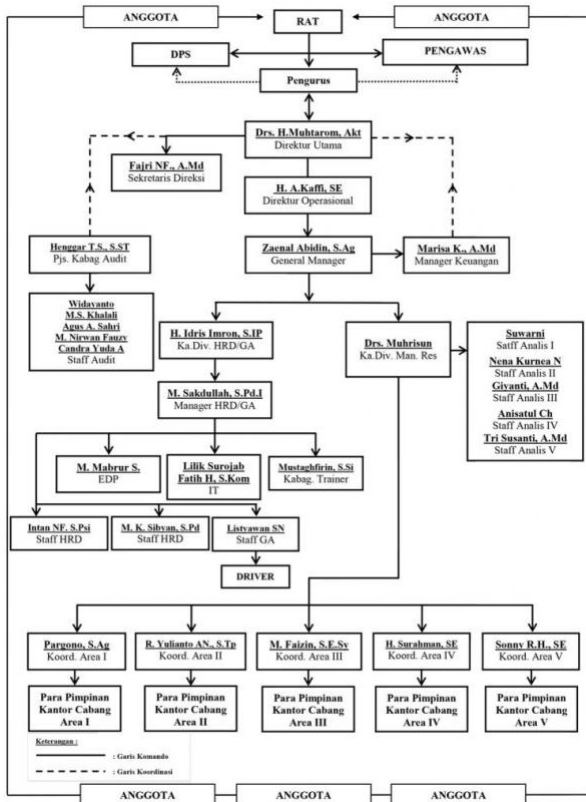 ANGGOTA
RAT
ANGGOTA
DPS
PENGAWAS
Pengurus
Drs. H.Muhtarom, Akt
Direktur Utama
Fajri NF., A.Md
Sekretaris Direksi
H. A.Kaffi, SE
Direktur Operasional
Henggar T.S., S.ST
Pjs. Kabag Audit
Zaenal Abidin, S.Ag
General Manager
Marisa K., A.Md
Manager Keuangan
Widayanto
M.S. Khalali
Agus A. Sahri
M. Nirwan Fauzy
Candra Yuda A
Staff Audit
H. Idris Imron, S.IP
Ka.Div. HRD/GA
Drs. Muhrisun
Ka.Div. Man. Res
Suwarni
Satff Analis I
Nena Kurnea N
Staff Analis II
Giyanti, A.Md
Staff Analis III
Anisatul Ch
Staff Analis IV
Tri Susanti, A.Md
Staff Analis V
M. Sakdullah, S.Pd.I
Manager HRD/GA
M. Mabrur S.
EDP
Lilik Surojab
Fatih H, S.Kom
IT
Mustaghfirin, S.Si
Kabag. Trainer
Intan NF, S.Psi
Staff HRD
M. K. Sibyan, S.Pd
Staff HRD
Listyawan SN
Staff GA
DRIVER
Pargono, S.Ag
Koord. Area I
R. Yulianto AN., S.Tp
Koord. Area II
M. Faizin, S.E.Sy
Koord. Area III
H. Surahman, SE
Koord. Area IV
Sonny R.H., SE
Koord. Area V
Para Pimpinan
Kantor Cabang
Area I
Para Pimpinan
Kantor Cabang
Area II
Para Pimpinan
Kantor Cabang
Area III
Para Pimpinan
Kantor Cabang
Area IV
Para Pimpinan
Kantor Cabang
Area V
Keterangan :
: Garis Komando
: Garis Koordinasi
ANGGOTA
ANGGOTA
ANGGOTA